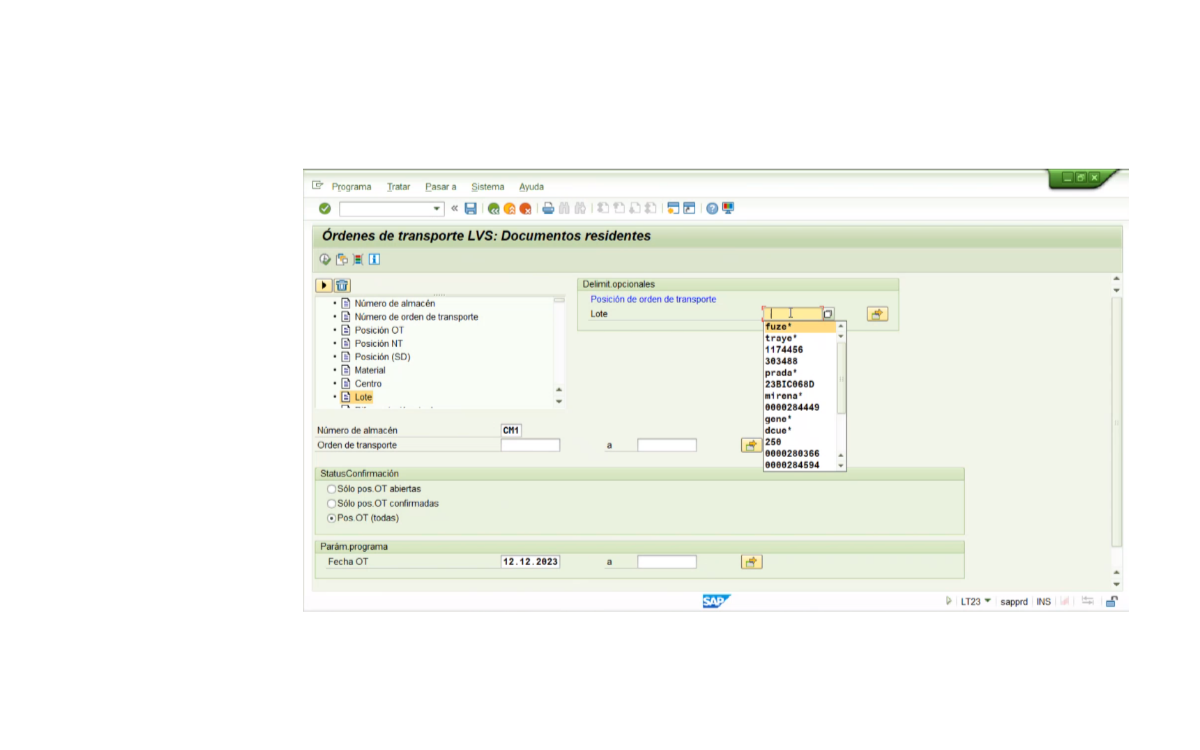 Programa Tratar Pasar a Sistema Ayuda
Órdenes de transporte LVS: Documentos residentes
Número de almacén
Número de orden de transporte
Posición OT
Posición NT
Posición (SD)
Material
Centro
Lote
Delimit.opcionales
Posición de orden de transporte
Lote
fuze*
traye*
1174456
303488
prada*
23BIC068D
mirena*
0000284449
gene*
dcue*
250
0000280366
0000284594
Número de almacén CM1
Orden de transporte a
StatusConfirmación
Sólo pos.OT abiertas
Sólo pos.OT confirmadas
Pos.OT (todas)
Parám.programa
Fecha OT 12.12.2023 a
SAP LT23 sapprd INS